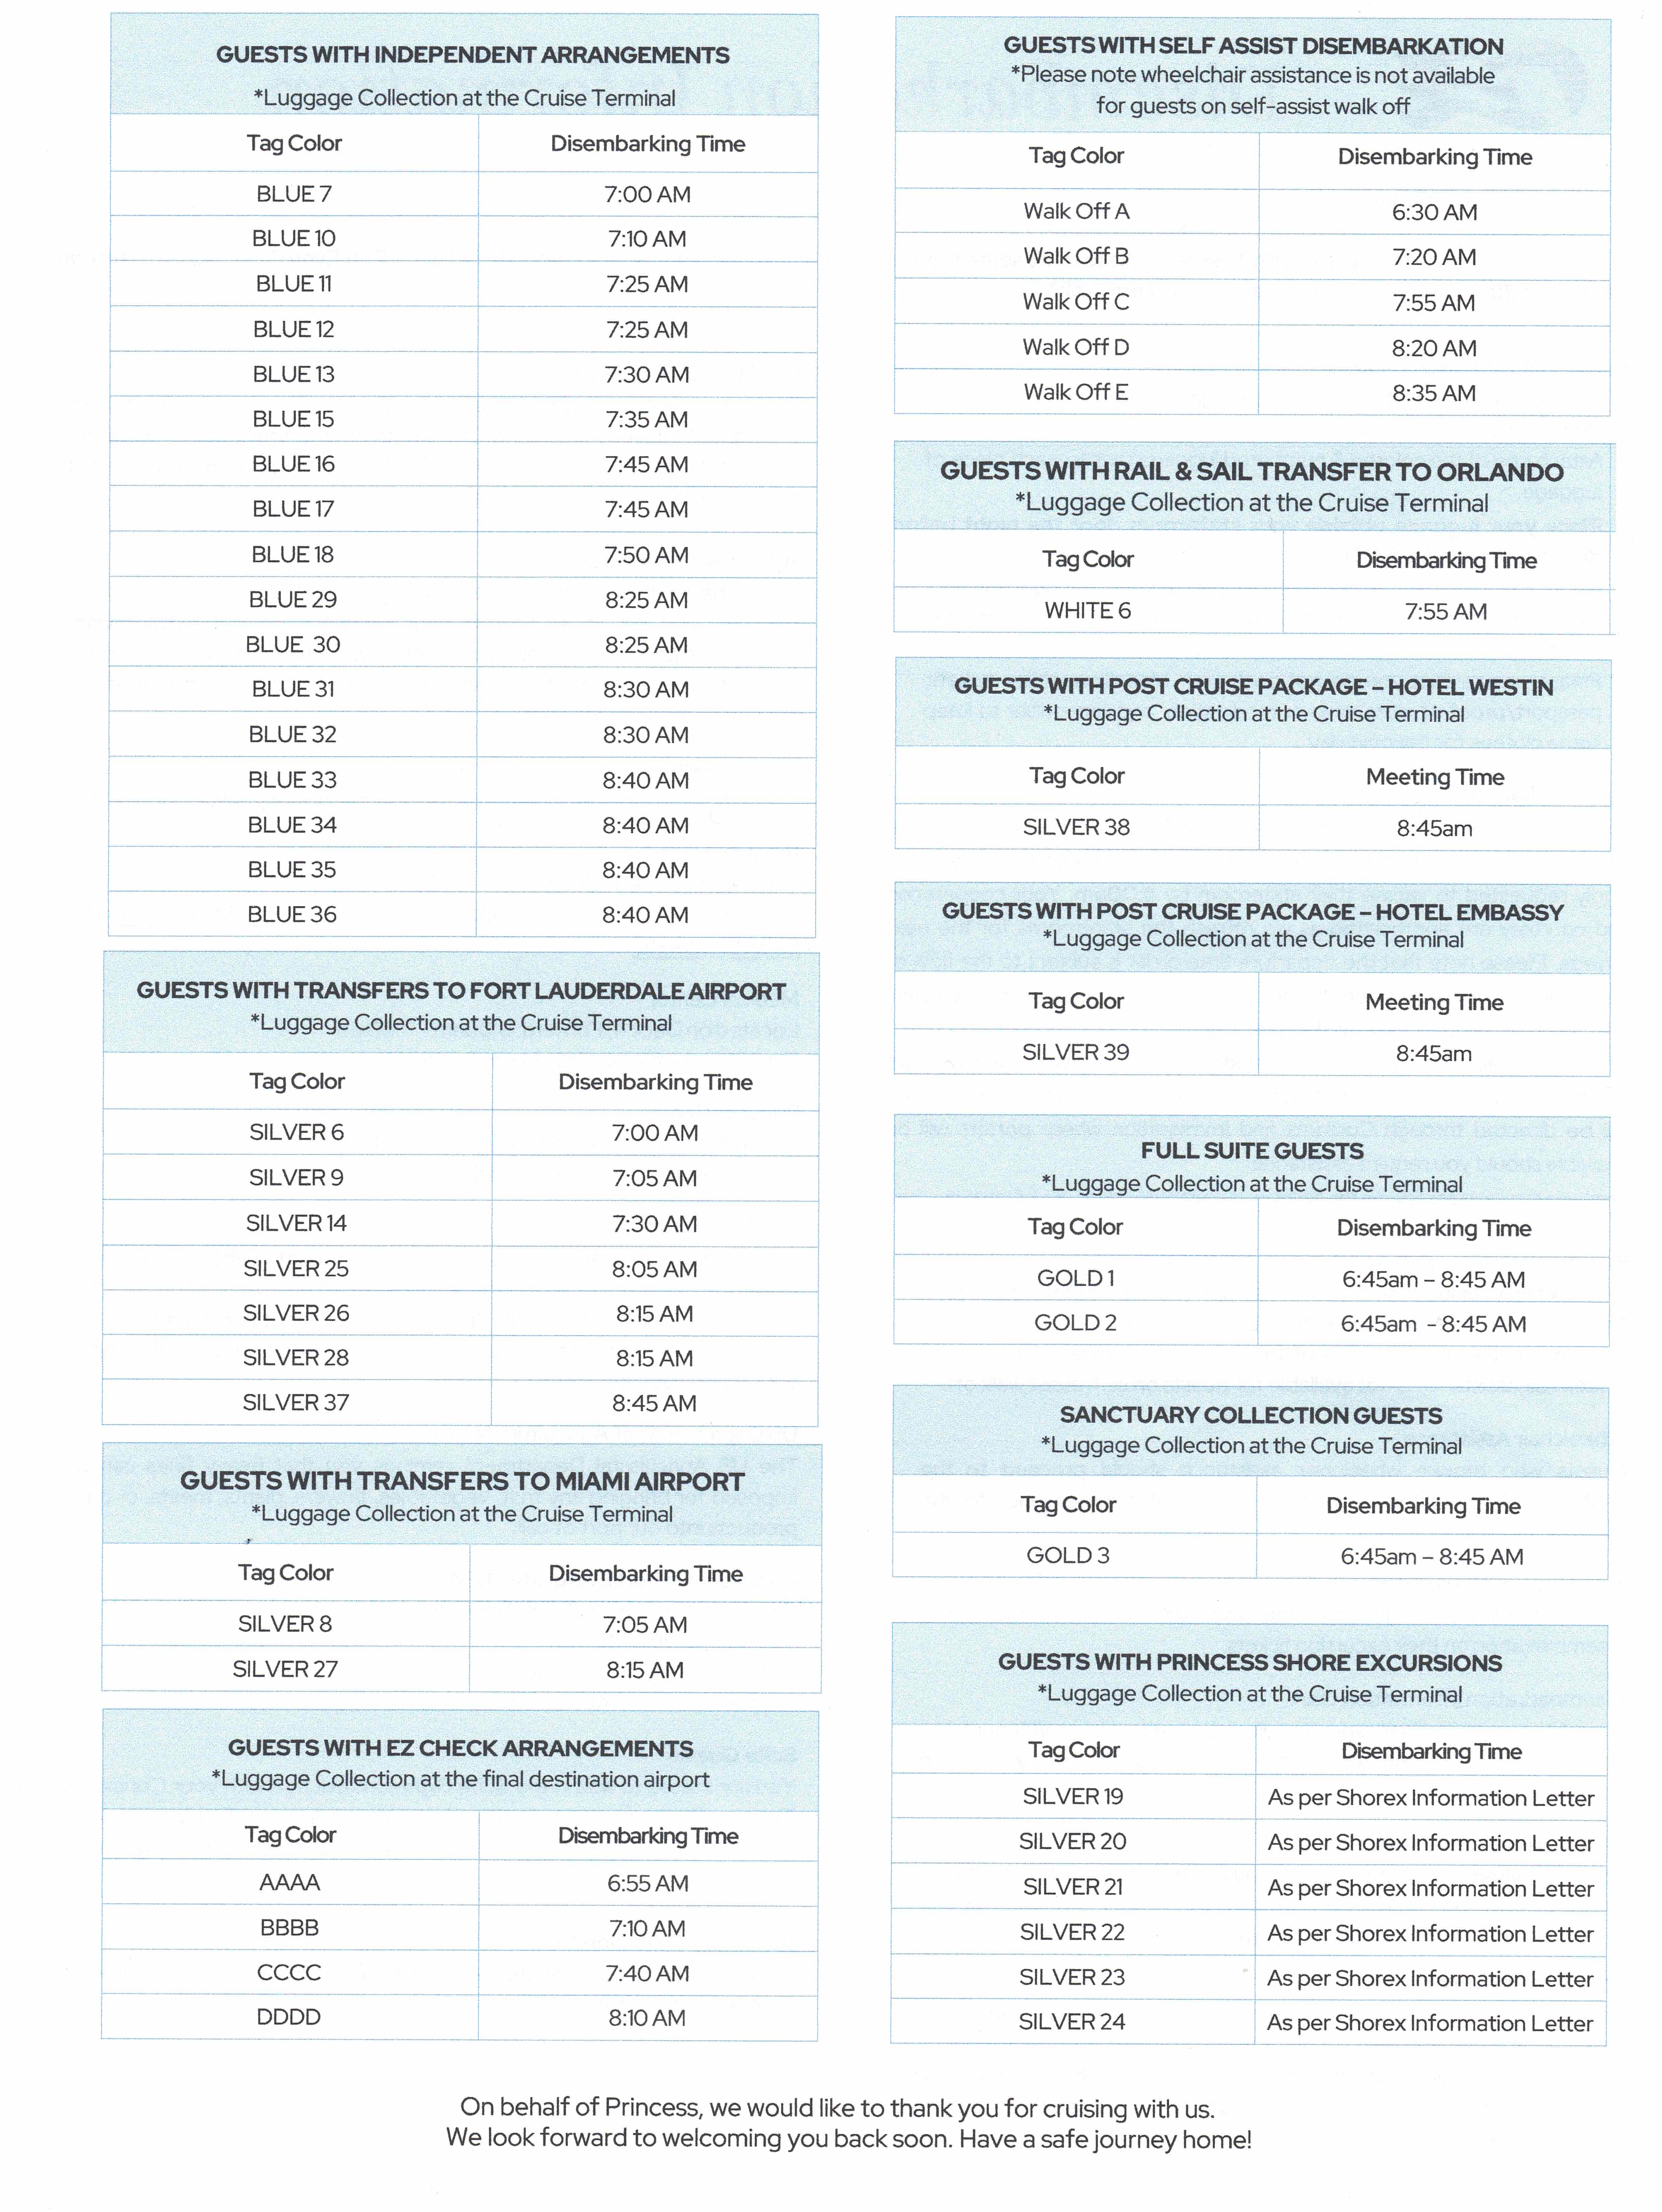 GUESTS WITH INDEPENDENT ARRANGEMENTS
*Luggage Collection at the Cruise Terminal
Tag Color Disembarking Time
BLUE 7 7:00 AM
BLUE 10 7:10 AM
BLUE 11 7:25 AM
BLUE 12 7:25 AM
BLUE 13 7:30 AM
BLUE 15 7:35 AM
BLUE 16 7:45 AM
BLUE 17 7:45 AM
BLUE 18 7:50 AM
BLUE 29 8:25 AM
BLUE 30 8:25 AM
BLUE 31 8:30 AM
BLUE 32 8:30 AM
BLUE 33 8:40 AM
BLUE 34 8:40 AM
BLUE 35 8:40 AM
BLUE 36 8:40 AM
GUESTS WITH TRANSFERS TO FORT LAUDERDALE AIRPORT
*Luggage Collection at the Cruise Terminal
Tag Color Disembarking Time
SILVER 6 7:00 AM
SILVER 9 7:05 AM
SILVER 14 7:30 AM
SILVER 25 8:05 AM
SILVER 26 8:15 AM
SILVER 28 8:15 AM
SILVER 37 8:45 AM
GUESTS WITH TRANSFERS TO MIAMI AIRPORT
*Luggage Collection at the Cruise Terminal
Tag Color Disembarking Time
SILVER 8 7:05 AM
SILVER 27 8:15 AM
GUESTS WITH EZ CHECK ARRANGEMENTS
*Luggage Collection at the final destination airport
Tag Color Disembarking Time
AAAA 6:55 AM
BBBB 7:10 AM
CCCC 7:40 AM
DDDD 8:10 AM
GUESTS WITH SELF ASSIST DISEMBARKATION
*Please note wheelchair assistance is not available
for guests on self-assist walk off
Tag Color Disembarking Time
Walk Off A 6:30 AM
Walk Off B 7:20 AM
Walk Off C 7:55 AM
Walk Off D 8:20 AM
Walk Off E 8:35 AM
GUESTS WITH RAIL & SAIL TRANSFER TO ORLANDO
*Luggage Collection at the Cruise Terminal
Tag Color Disembarking Time
WHITE 6 7:55 AM
GUESTS WITH POST CRUISE PACKAGE – HOTEL WESTIN
*Luggage Collection at the Cruise Terminal
Tag Color Meeting Time
SILVER 38 8:45am
GUESTS WITH POST CRUISE PACKAGE – HOTEL EMBASSY
*Luggage Collection at the Cruise Terminal
Tag Color Meeting Time
SILVER 39 8:45am
FULL SUITE GUESTS
*Luggage Collection at the Cruise Terminal
Tag Color Disembarking Time
GOLD 1 6:45am – 8:45 AM
GOLD 2 6:45am - 8:45 AM
SANCTUARY COLLECTION GUESTS
*Luggage Collection at the Cruise Terminal
Tag Color Disembarking Time
GOLD 3 6:45am – 8:45 AM
GUESTS WITH PRINCESS SHORE EXCURSIONS
*Luggage Collection at the Cruise Terminal
Tag Color Disembarking Time
SILVER 19 As per Shorex Information Letter
SILVER 20 As per Shorex Information Letter
SILVER 21 As per Shorex Information Letter
SILVER 22 As per Shorex Information Letter
SILVER 23 As per Shorex Information Letter
SILVER 24 As per Shorex Information Letter
On behalf of Princess, we would like to thank you for cruising with us.
We look forward to welcoming you back soon. Have a safe journey home!